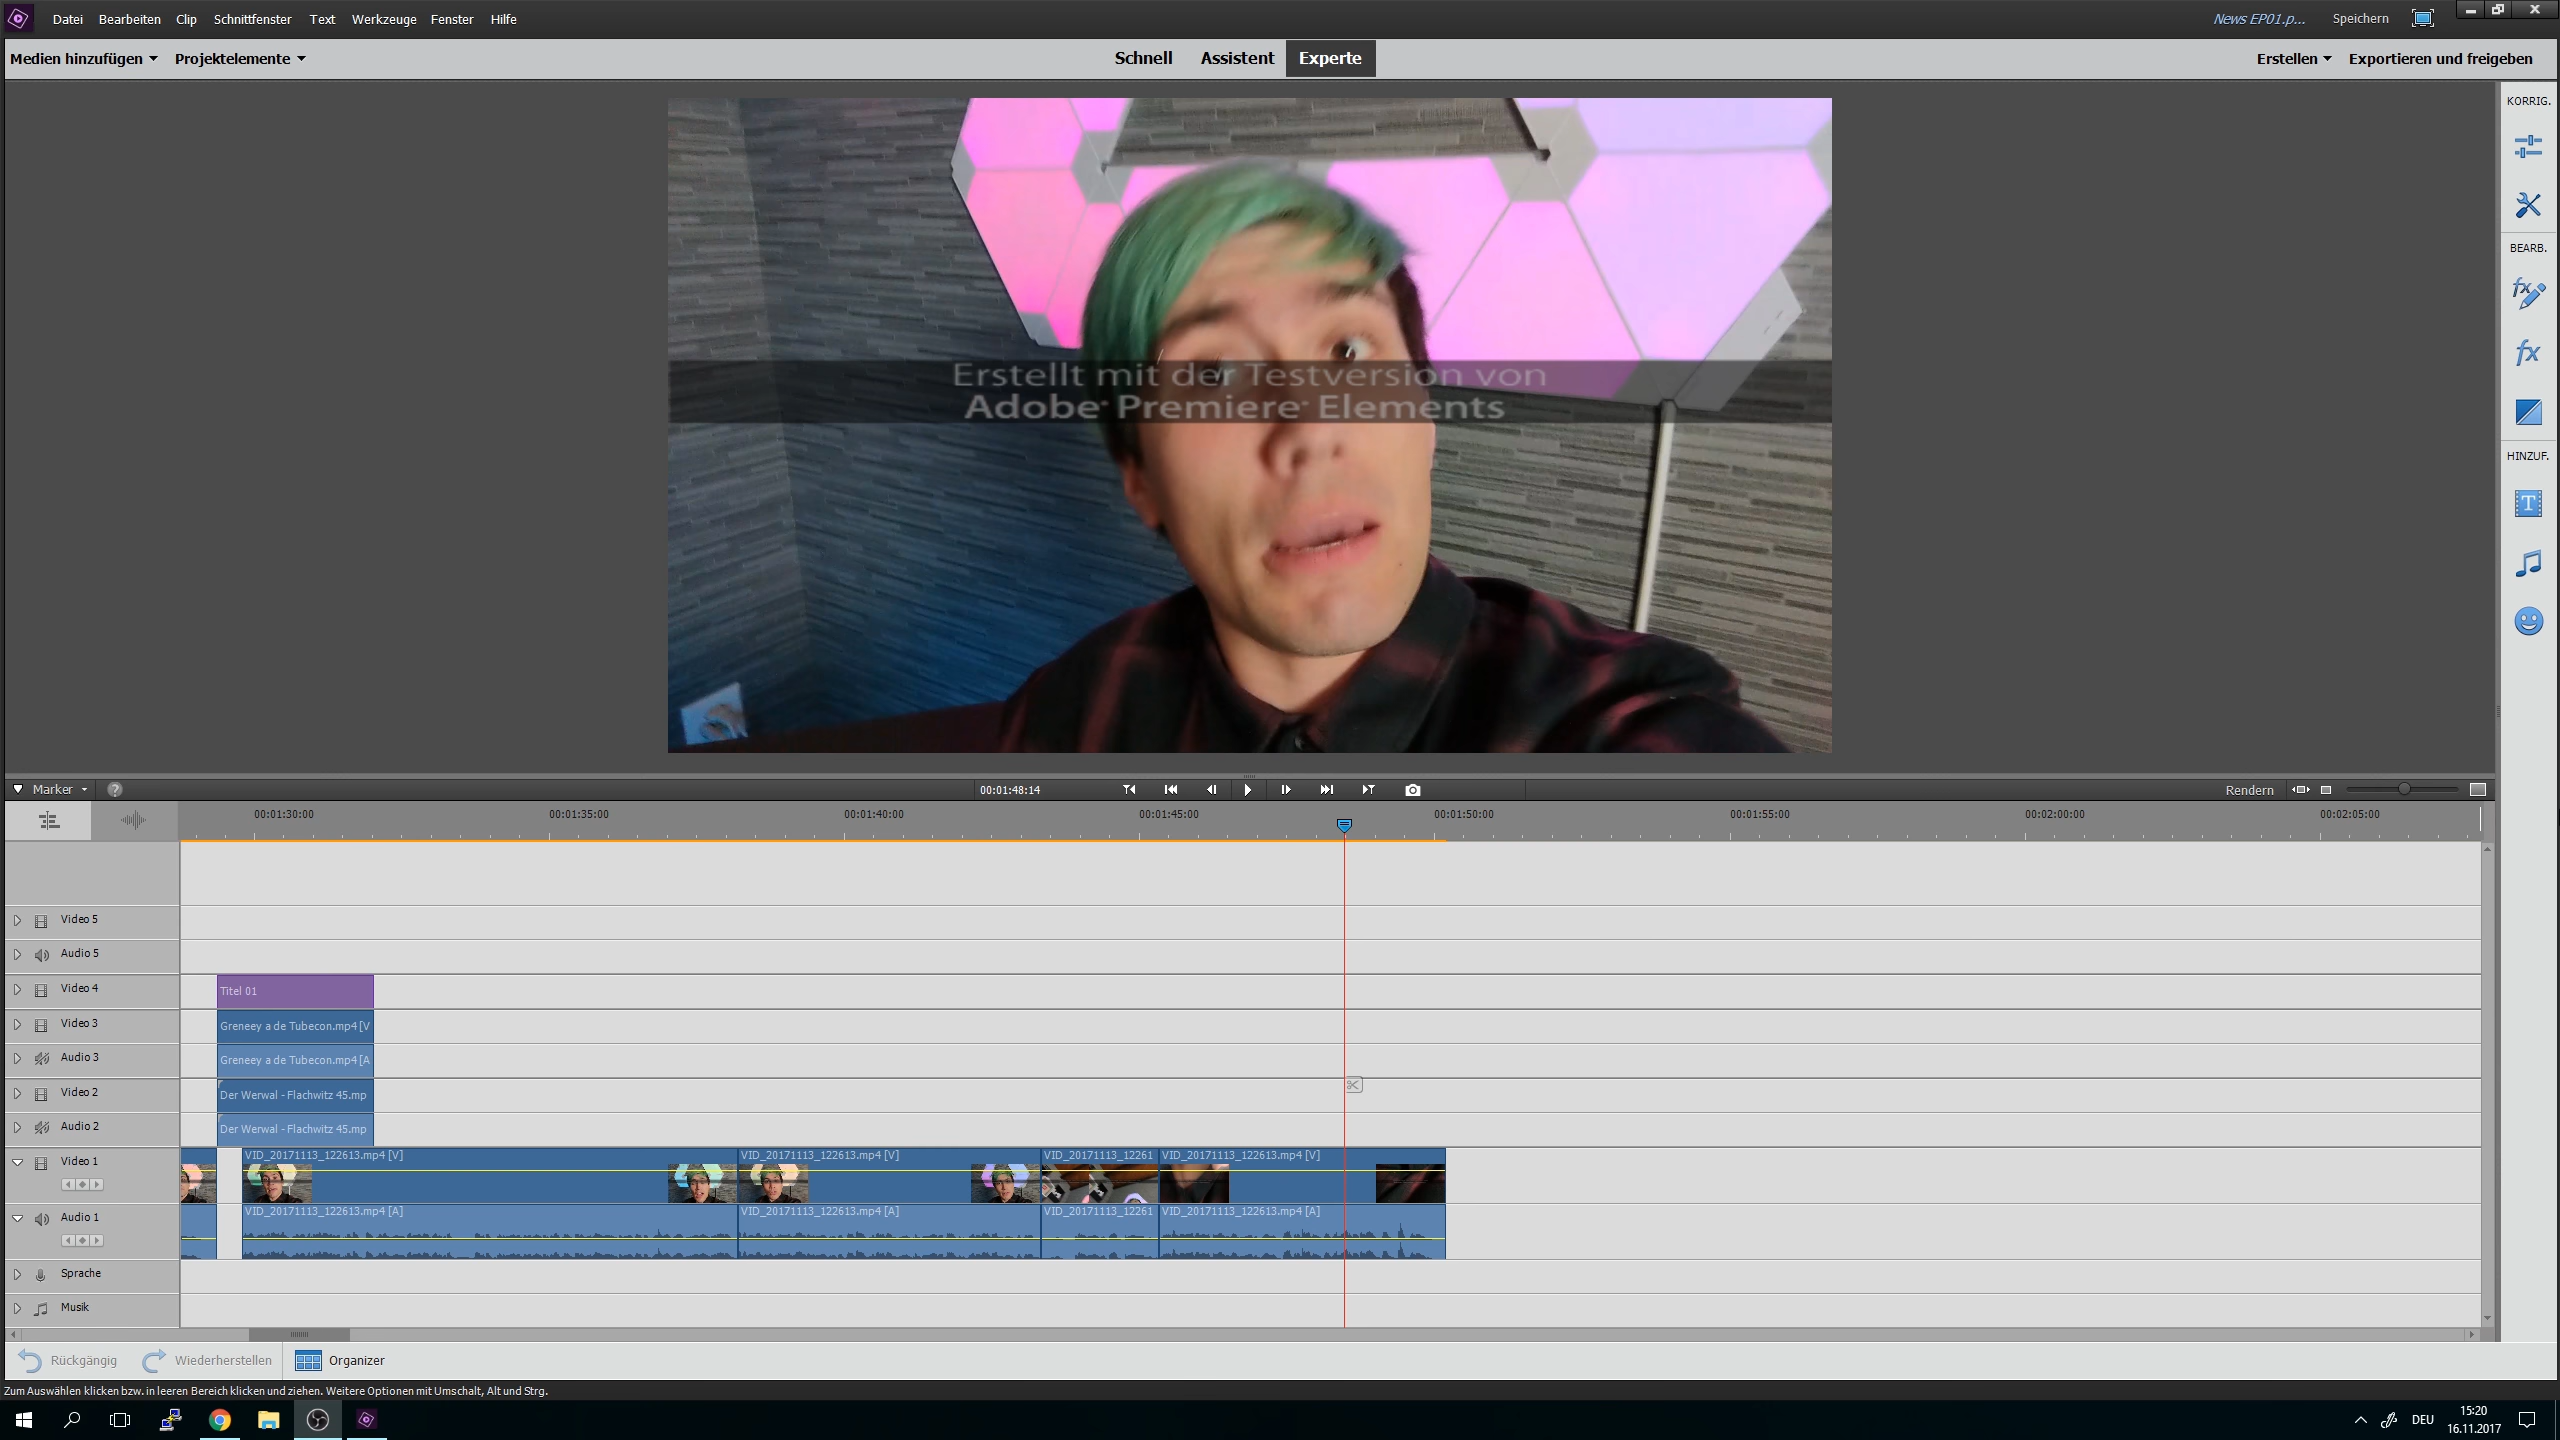 Datei Bearbeiten Clip Schnittfenster Text Werkzeuge Fenster Hilfe
News EP01.p... Speichern
Medien hinzufügen Projektelemente
Schnell Assistent Experte
Erstellen Exportieren und freigeben
KORRIG.
BEARB.
fx
fx
HINZUF.
T
Erstellt mit der Testversion von
Adobe® Premiere® Elements
Marker ?
00:01:48:14
Rendern
00:01:30:00 00:01:35:00 00:01:40:00 00:01:45:00 00:01:50:00 00:01:55:00 00:02:00:00 00:02:05:00
Video 5
Audio 5
Video 4
Titel 01
Video 3
Greneey a de Tubecon.mp4 [V
Audio 3
Greneey a de Tubecon.mp4 [A
Video 2
Der Werwal - Flachwitz 45.mp
Audio 2
Der Werwal - Flachwitz 45.mp
Video 1
VID_20171113_122613.mp4 [V] VID_20171113_122613.mp4 [V] VID_20171113_12261 VID_20171113_122613.mp4 [V]
Audio 1
VID_20171113_122613.mp4 [A] VID_20171113_122613.mp4 [A] VID_20171113_12261 VID_20171113_122613.mp4 [A]
Sprache
Musik
Rückgängig Wiederherstellen Organizer
Zum Auswählen klicken bzw. in leeren Bereich klicken und ziehen. Weitere Optionen mit Umschalt, Alt und Strg.
DEU
15:20
16.11.2017